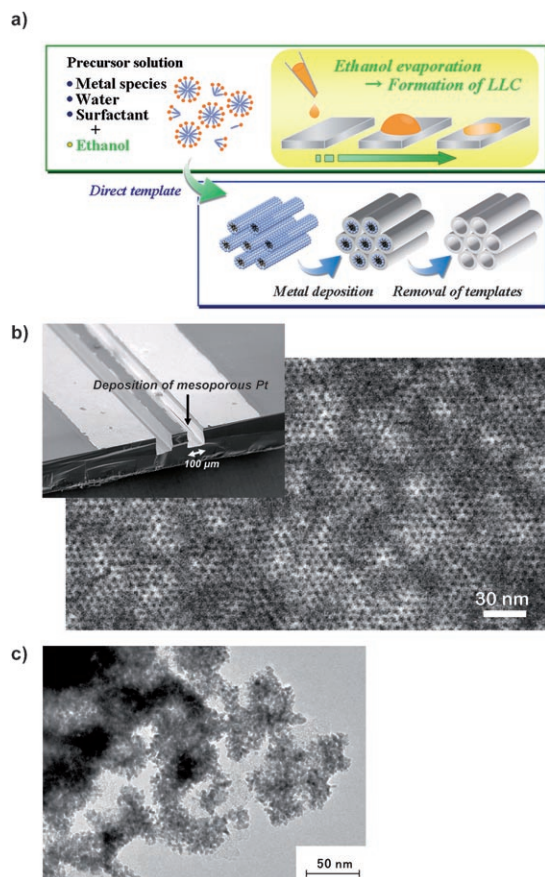 a)
Precursor solution
Metal species
Water
Surfactant
+
Ethanol
Ethanol evaporation
→ Formation of LLC
Direct template
Metal deposition
Removal of templates
b)
Deposition of mesoporous Pt
100 µm
30 nm
c)
50 nm